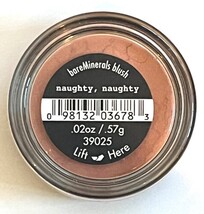 bareMinerals blush
naughty, naughty
0 98132 03678 3
.02oz / .57g
39025
Lift Here